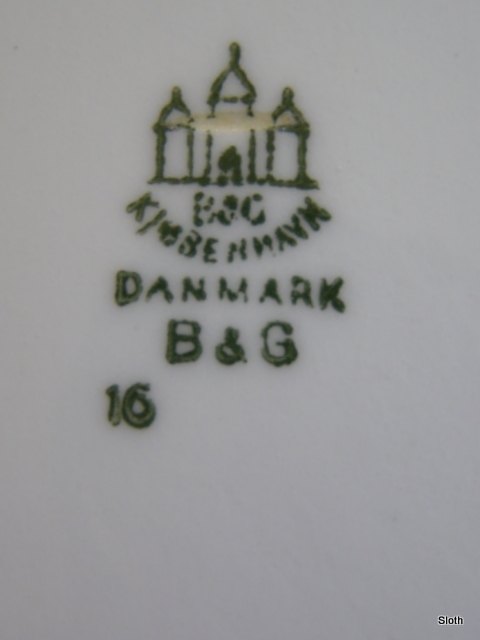 B&G
KJØBENHAVN
DANMARK
B & G
16
Sloth